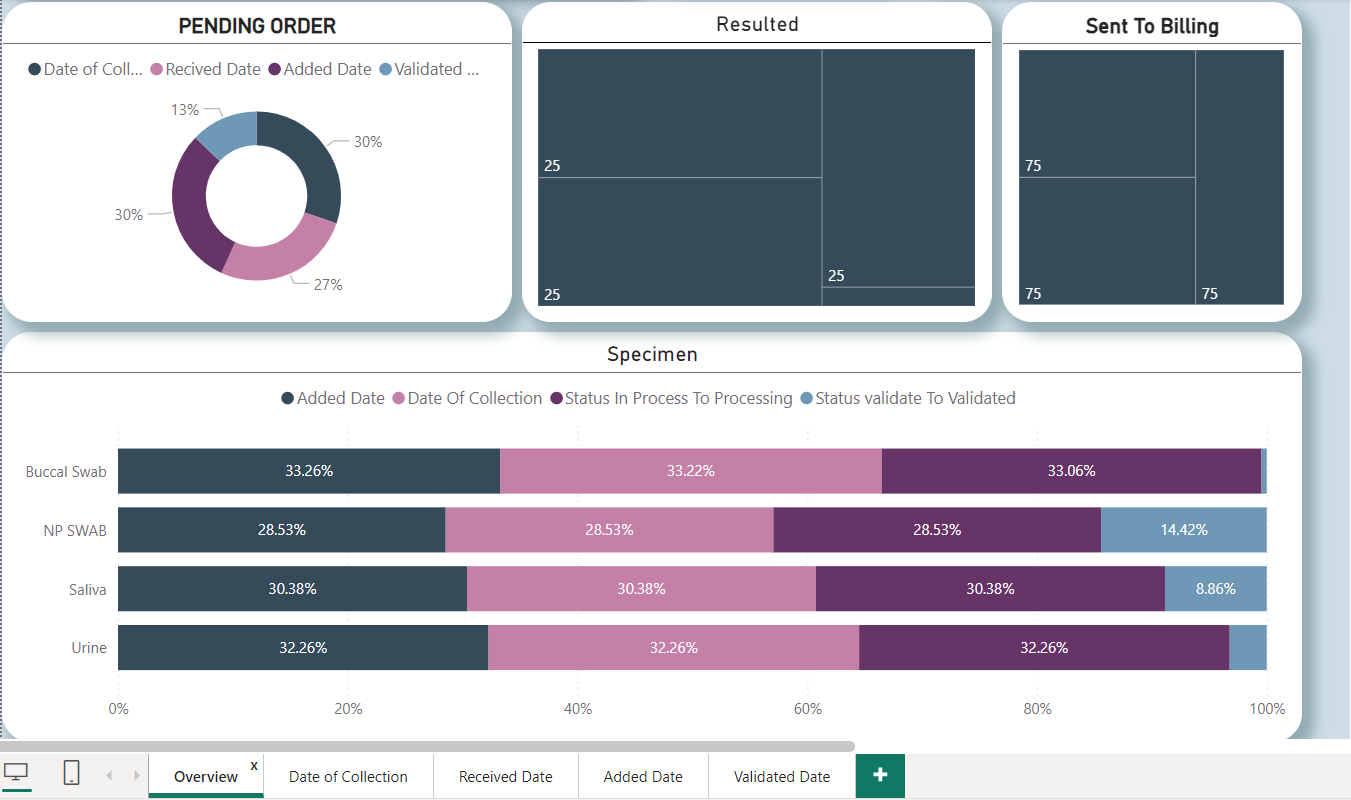 PENDING ORDER
Date of Coll... Recived Date Added Date Validated ...
13%
30%
30%
27%
Resulted
25
25
25
Sent To Billing
75
75
75
Specimen
Added Date Date Of Collection Status In Process To Processing Status validate To Validated
Buccal Swab 33.26% 33.22% 33.06%
NP SWAB 28.53% 28.53% 28.53% 14.42%
Saliva 30.38% 30.38% 30.38% 8.86%
Urine 32.26% 32.26% 32.26%
0% 20% 40% 60% 80% 100%
Overview x Date of Collection Received Date Added Date Validated Date +